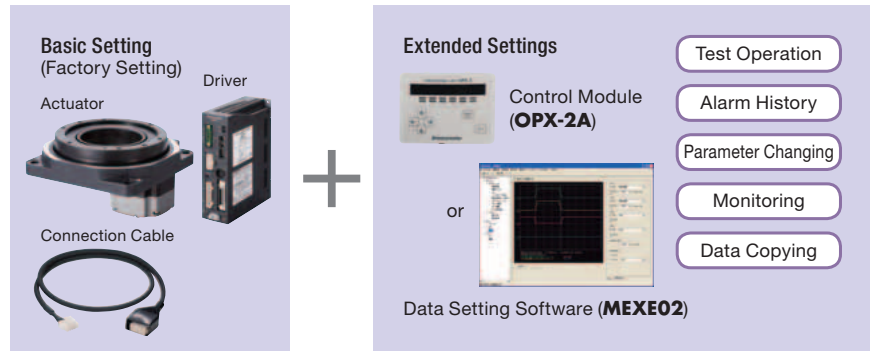 Basic Setting
(Factory Setting)
Actuator
Driver
Connection Cable
Extended Settings
Control Module
(OPX-2A)
or
Data Setting Software (MEXE02)
Test Operation
Alarm History
Parameter Changing
Monitoring
Data Copying